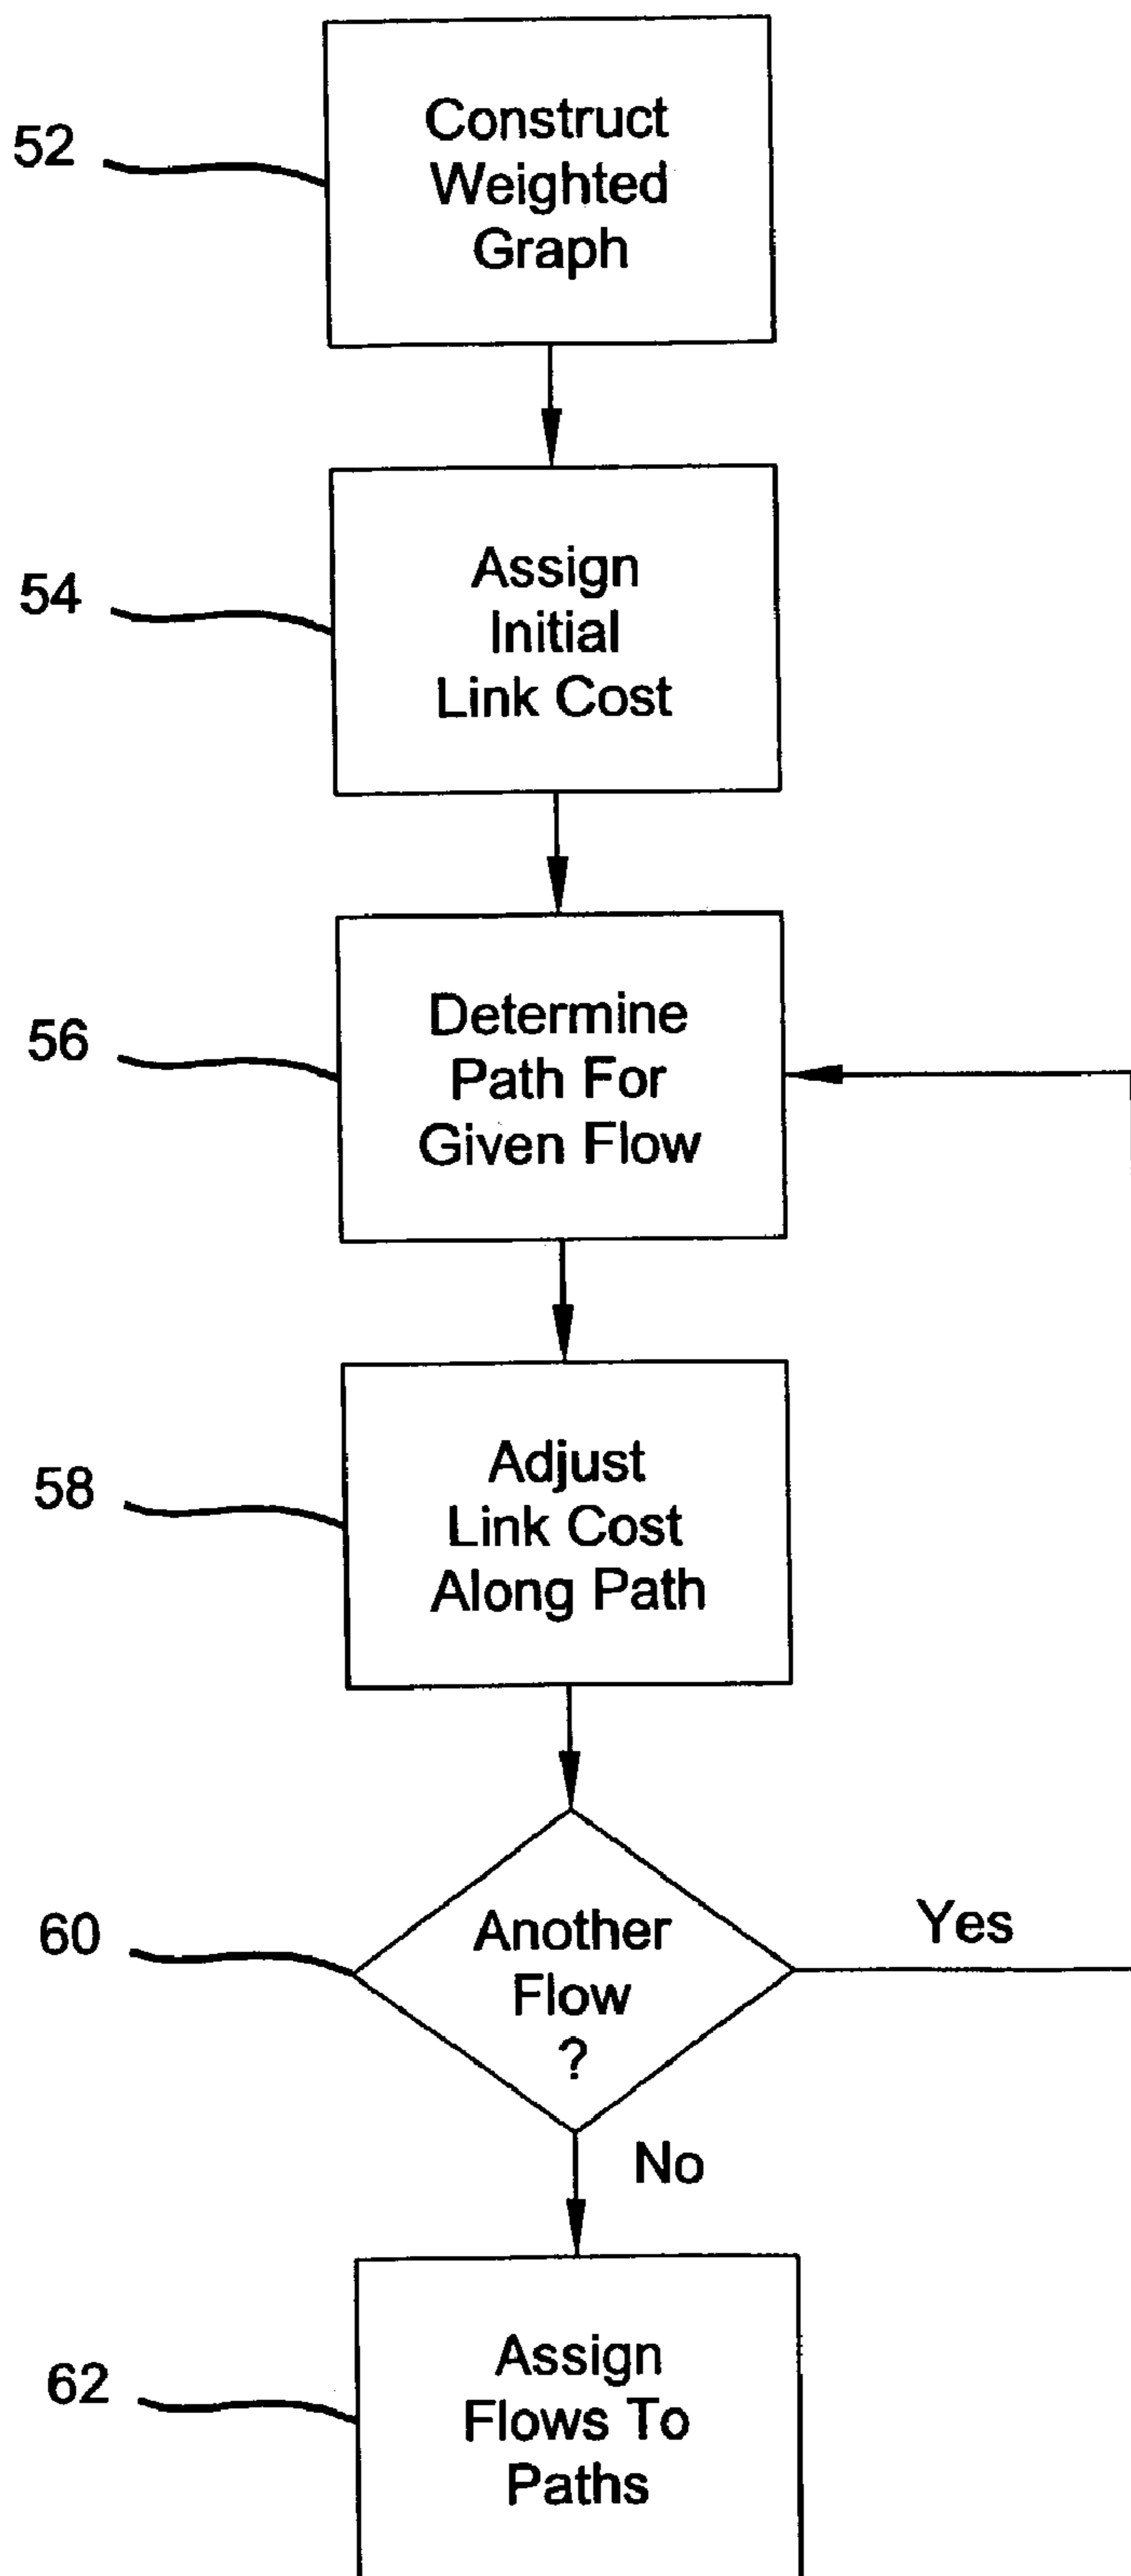 52
Construct
Weighted
Graph
54
Assign
Initial
Link Cost
56
Determine
Path For
Given Flow
58
Adjust
Link Cost
Along Path
60
Another
Flow
?
Yes
No
62
Assign
Flows To
Paths